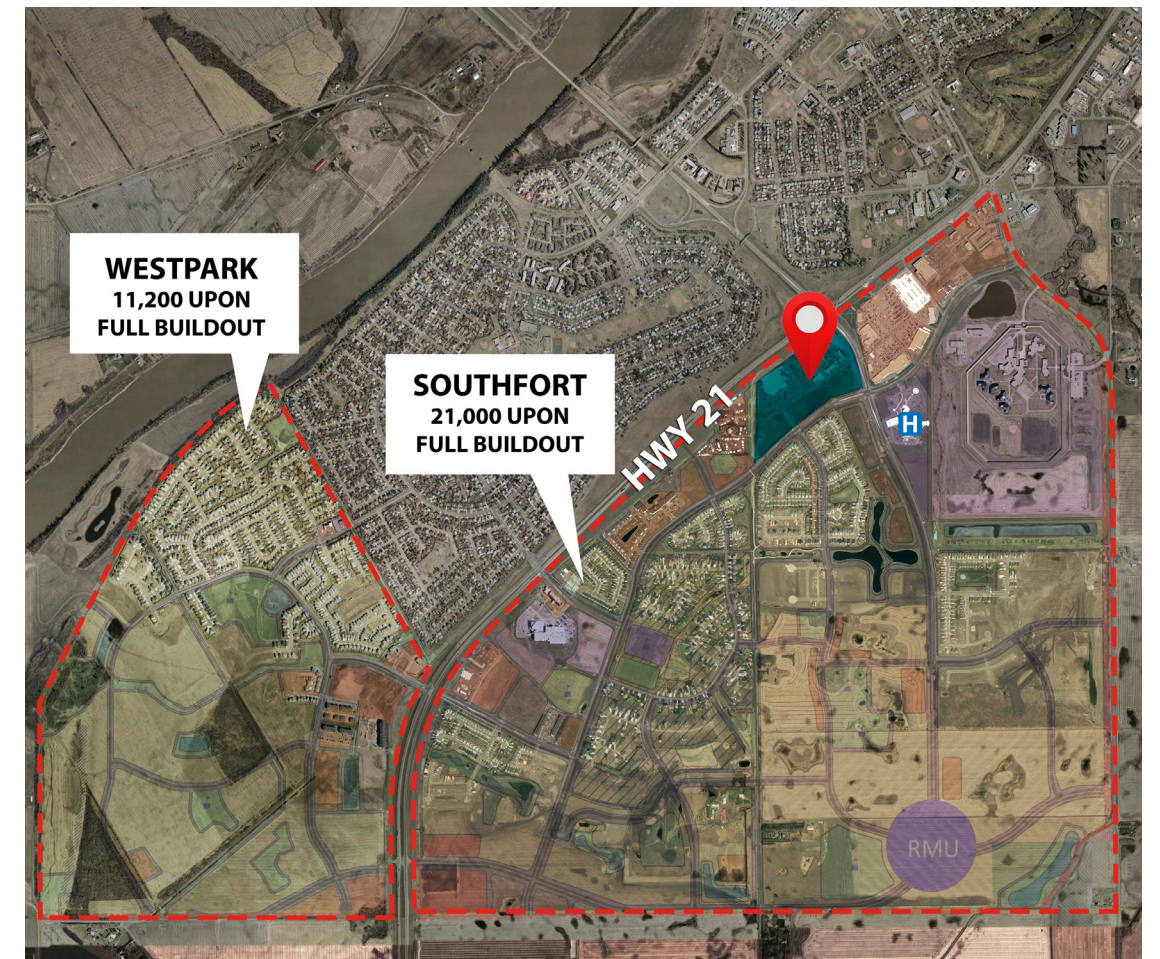 WESTPARK
11,200 UPON
FULL BUILDOUT
SOUTHFORT
21,000 UPON
FULL BUILDOUT
HWY 21
H
RMU